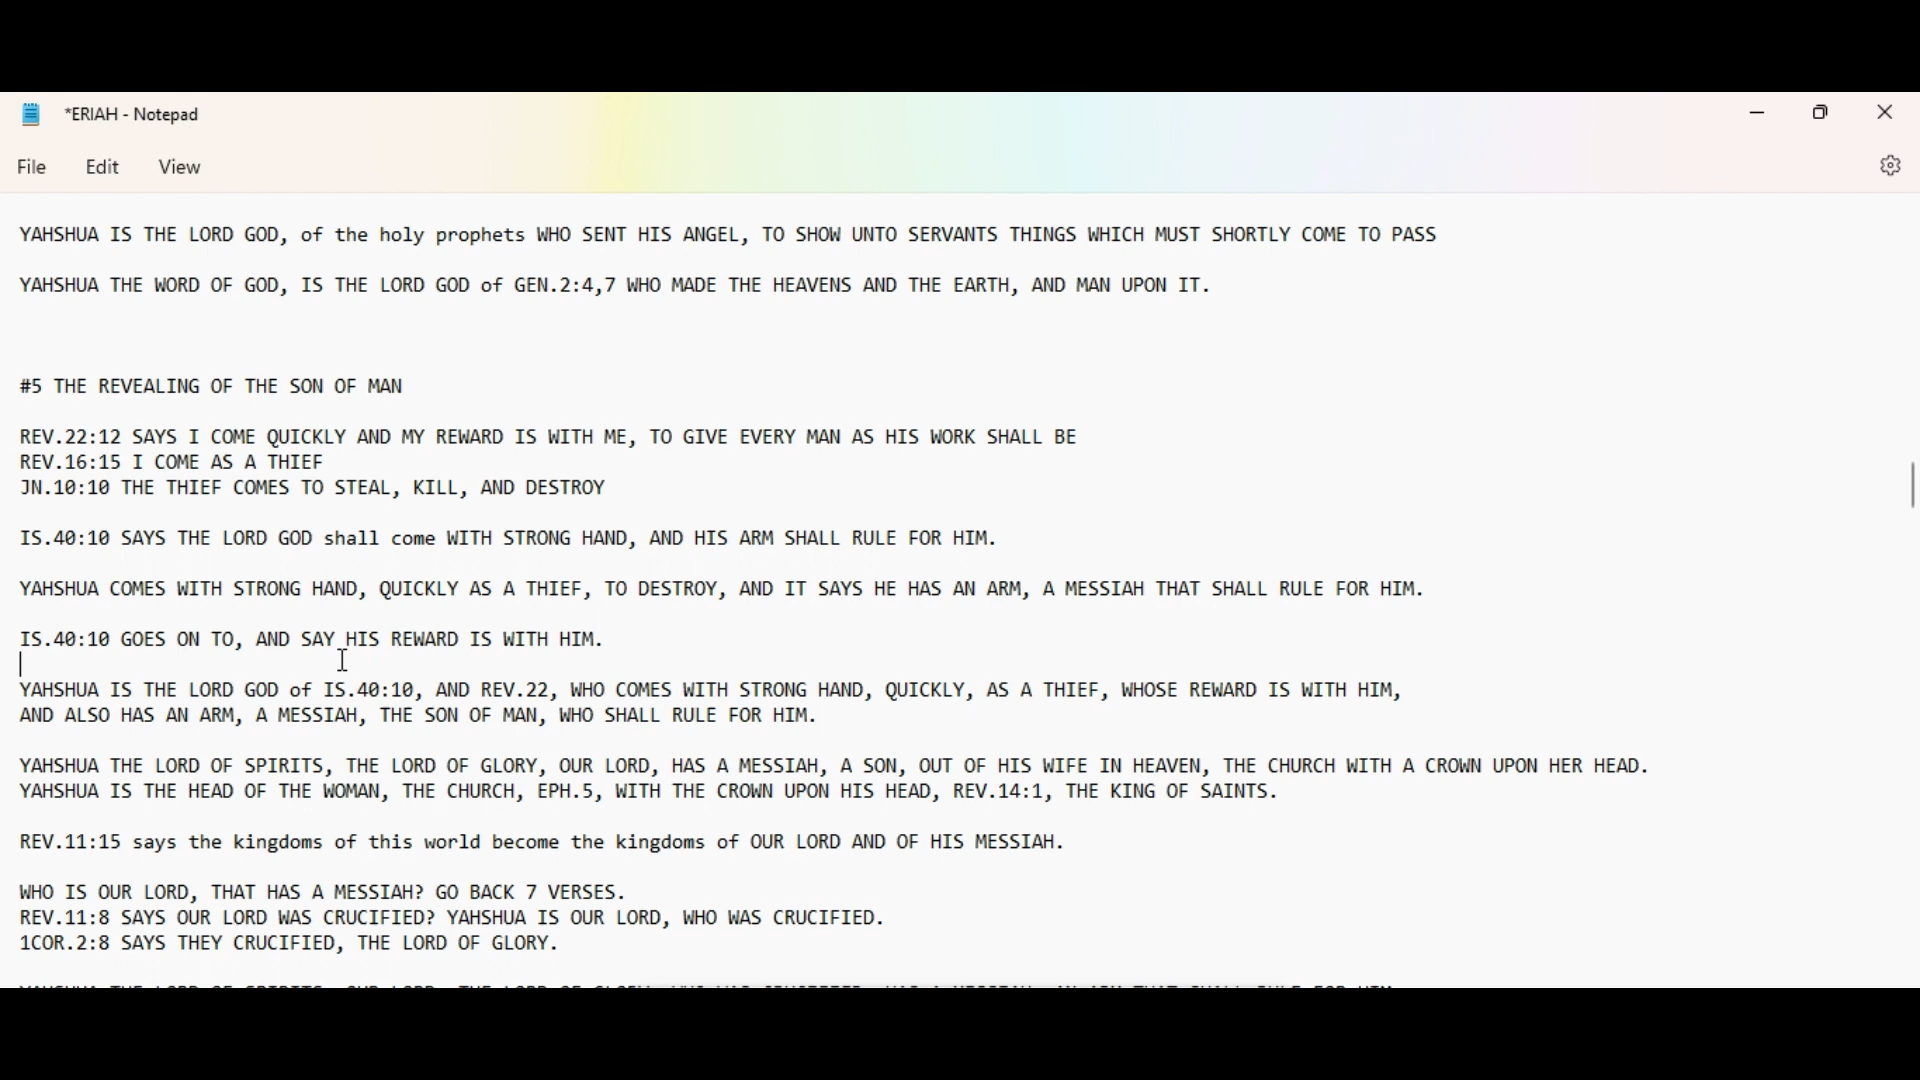 *ERIAH - Notepad
File Edit View
YAHSHUA IS THE LORD GOD, of the holy prophets WHO SENT HIS ANGEL, TO SHOW UNTO SERVANTS THINGS WHICH MUST SHORTLY COME TO PASS
YAHSHUA THE WORD OF GOD, IS THE LORD GOD of GEN.2:4,7 WHO MADE THE HEAVENS AND THE EARTH, AND MAN UPON IT.
#5 THE REVEALING OF THE SON OF MAN
REV.22:12 SAYS I COME QUICKLY AND MY REWARD IS WITH ME, TO GIVE EVERY MAN AS HIS WORK SHALL BE
REV.16:15 I COME AS A THIEF
JN.10:10 THE THIEF COMES TO STEAL, KILL, AND DESTROY
IS.40:10 SAYS THE LORD GOD shall come WITH STRONG HAND, AND HIS ARM SHALL RULE FOR HIM.
YAHSHUA COMES WITH STRONG HAND, QUICKLY AS A THIEF, TO DESTROY, AND IT SAYS HE HAS AN ARM, A MESSIAH THAT SHALL RULE FOR HIM.
IS.40:10 GOES ON TO, AND SAY HIS REWARD IS WITH HIM.
YAHSHUA IS THE LORD GOD of IS.40:10, AND REV.22, WHO COMES WITH STRONG HAND, QUICKLY, AS A THIEF, WHOSE REWARD IS WITH HIM,
AND ALSO HAS AN ARM, A MESSIAH, THE SON OF MAN, WHO SHALL RULE FOR HIM.
YAHSHUA THE LORD OF SPIRITS, THE LORD OF GLORY, OUR LORD, HAS A MESSIAH, A SON, OUT OF HIS WIFE IN HEAVEN, THE CHURCH WITH A CROWN UPON HER HEAD.
YAHSHUA IS THE HEAD OF THE WOMAN, THE CHURCH, EPH.5, WITH THE CROWN UPON HIS HEAD, REV.14:1, THE KING OF SAINTS.
REV.11:15 says the kingdoms of this world become the kingdoms of OUR LORD AND OF HIS MESSIAH.
WHO IS OUR LORD, THAT HAS A MESSIAH? GO BACK 7 VERSES.
REV.11:8 SAYS OUR LORD WAS CRUCIFIED? YAHSHUA IS OUR LORD, WHO WAS CRUCIFIED.
1COR.2:8 SAYS THEY CRUCIFIED, THE LORD OF GLORY.